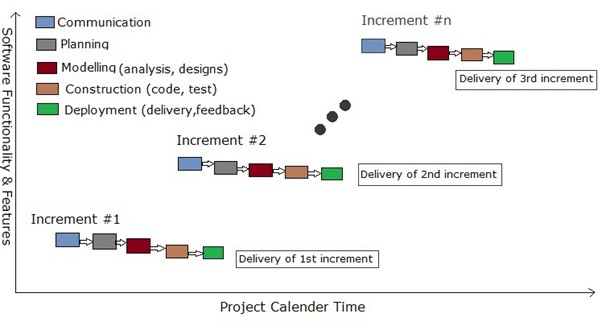 Increment #n
Communication
Planning
Modelling (analysis, designs)
Construction (code, test)
Deployment (delivery,feedback)
Delivery of 3rd increment
Increment #2
Delivery of 2nd increment
Increment #1
Delivery of 1st increment
Software Functionality & Features
Project Calender Time